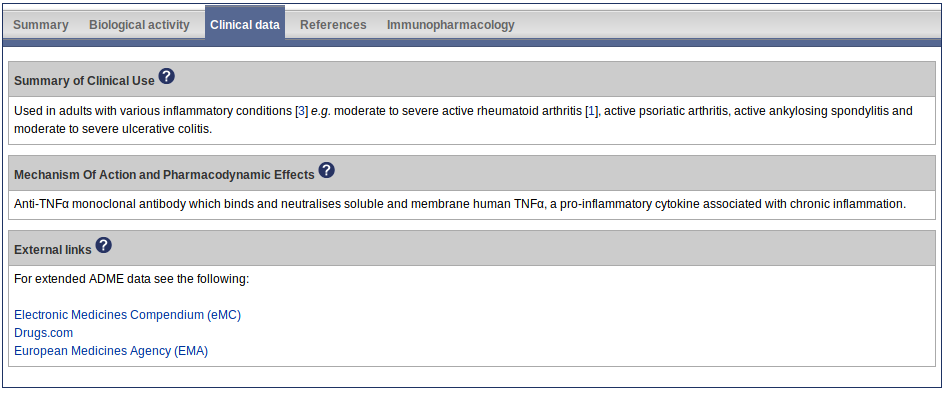 Summary Biological activity Clinical data References Immunopharmacology
Summary of Clinical Use ?
Used in adults with various inflammatory conditions [3] e.g. moderate to severe active rheumatoid arthritis [1], active psoriatic arthritis, active ankylosing spondylitis and
moderate to severe ulcerative colitis.
Mechanism Of Action and Pharmacodynamic Effects ?
Anti-TNFα monoclonal antibody which binds and neutralises soluble and membrane human TNFα, a pro-inflammatory cytokine associated with chronic inflammation.
External links ?
For extended ADME data see the following:
Electronic Medicines Compendium (eMC)
Drugs.com
European Medicines Agency (EMA)